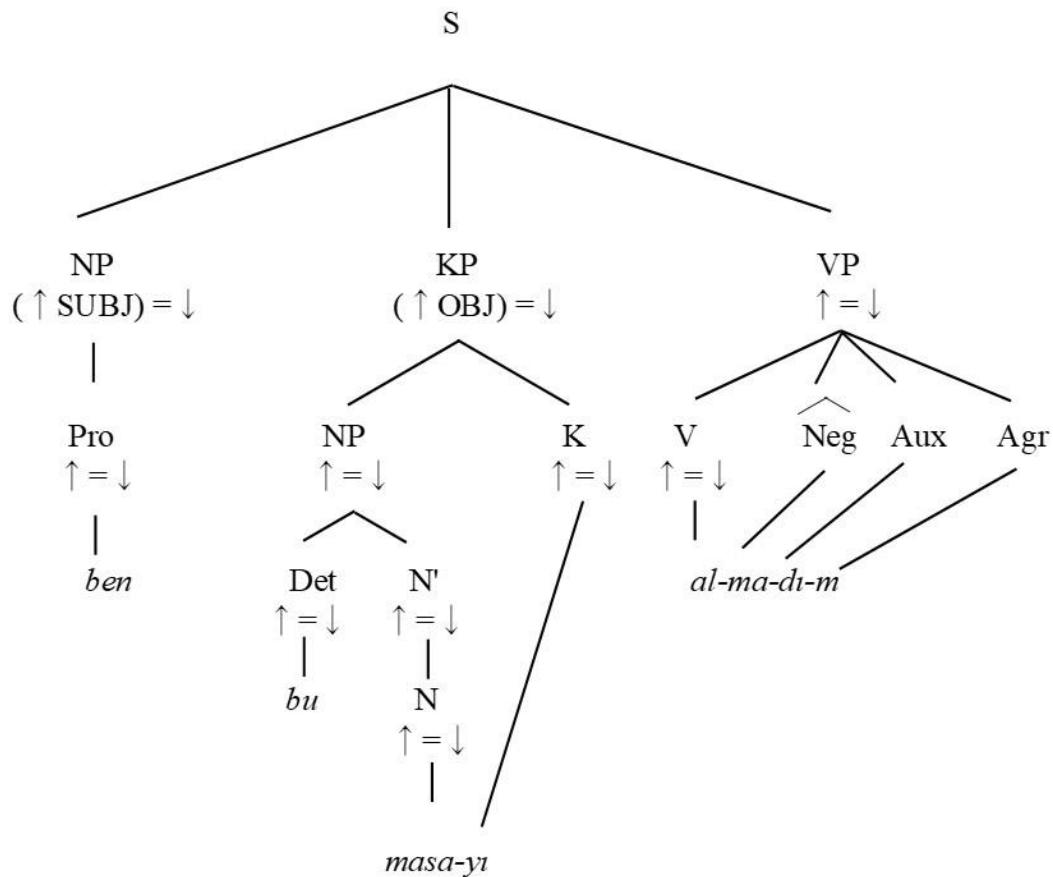 S
NP KP VP
( ↑ SUBJ) = ↓ ( ↑ OBJ) = ↓ ↑ = ↓
Pro NP K V Neg Aux Agr
↑ = ↓ ↑ = ↓ ↑ = ↓ ↑ = ↓
ben Det N' al-ma-dı-m
↑ = ↓ ↑ = ↓
bu N
↑ = ↓
masa-yı